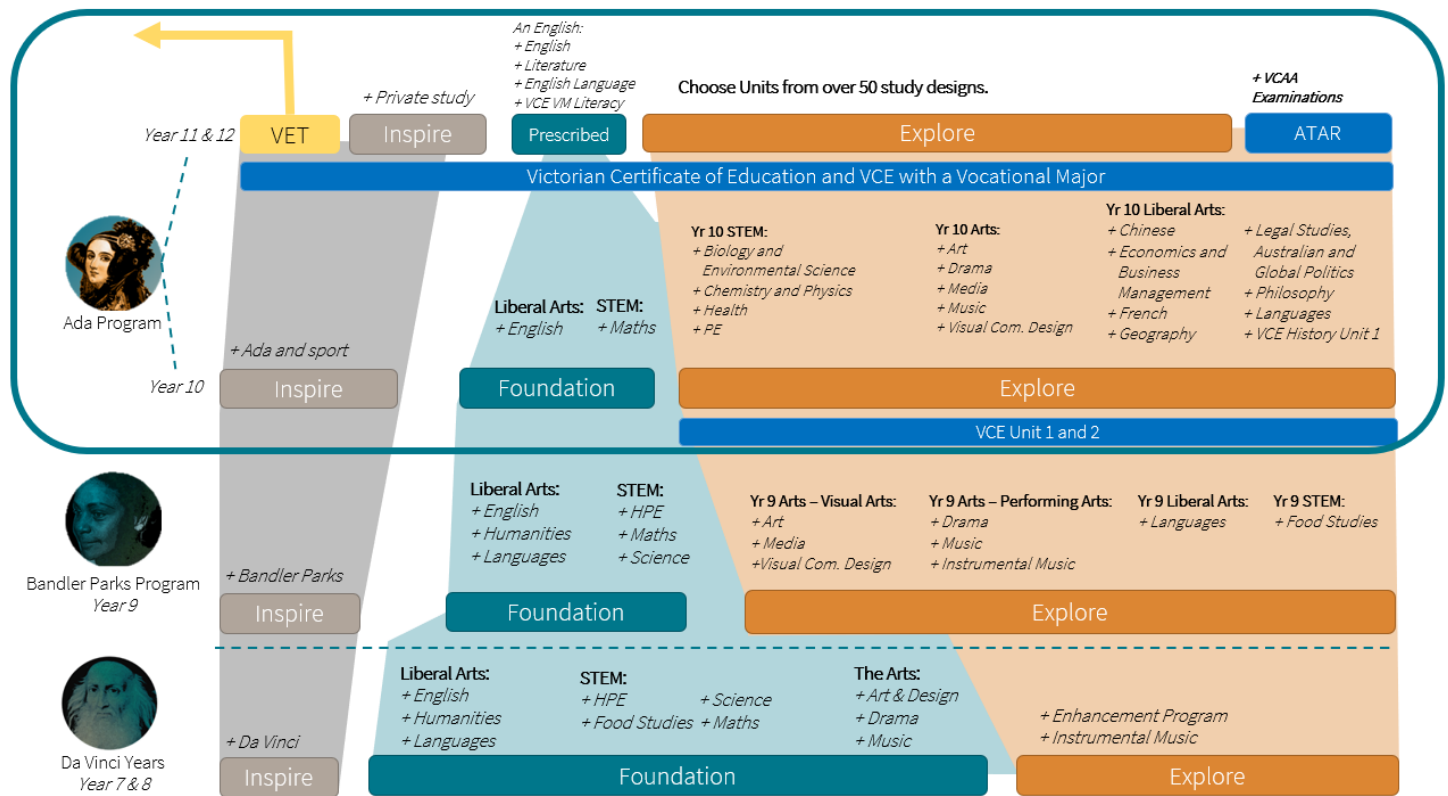 An English:
+ English
+ Literature
+ English Language
+ VCE VM Literacy
+ Private study
Choose Units from over 50 study designs.
+ VCAA
Examinations
Year 11 & 12
VET
Inspire
Prescribed
Explore
ATAR
Victorian Certificate of Education and VCE with a Vocational Major
Ada Program
Liberal Arts:
+ English
STEM:
+ Maths
Yr 10 STEM:
+ Biology and
Environmental Science
+ Chemistry and Physics
+ Health
+ PE
Yr 10 Arts:
+ Art
+ Drama
+ Media
+ Music
+ Visual Com. Design
Yr 10 Liberal Arts:
+ Chinese
+ Economics and
Business
Management
+ French
+ Geography
+ Legal Studies,
Australian and
Global Politics
+ Philosophy
+ Languages
+ VCE History Unit 1
+ Ada and sport
Year 10
Inspire
Foundation
Explore
VCE Unit 1 and 2
Bandler Parks Program
Year 9
Liberal Arts:
+ English
+ Humanities
+ Languages
STEM:
+ HPE
+ Maths
+ Science
Yr 9 Arts – Visual Arts:
+ Art
+ Media
+Visual Com. Design
Yr 9 Arts – Performing Arts:
+ Drama
+ Music
+ Instrumental Music
Yr 9 Liberal Arts:
+ Languages
Yr 9 STEM:
+ Food Studies
+ Bandler Parks
Inspire
Foundation
Explore
Da Vinci Years
Year 7 & 8
Liberal Arts:
+ English
+ Humanities
+ Languages
STEM:
+ HPE
+ Food Studies
+ Science
+ Maths
The Arts:
+ Art & Design
+ Drama
+ Music
+ Enhancement Program
+ Instrumental Music
+ Da Vinci
Inspire
Foundation
Explore